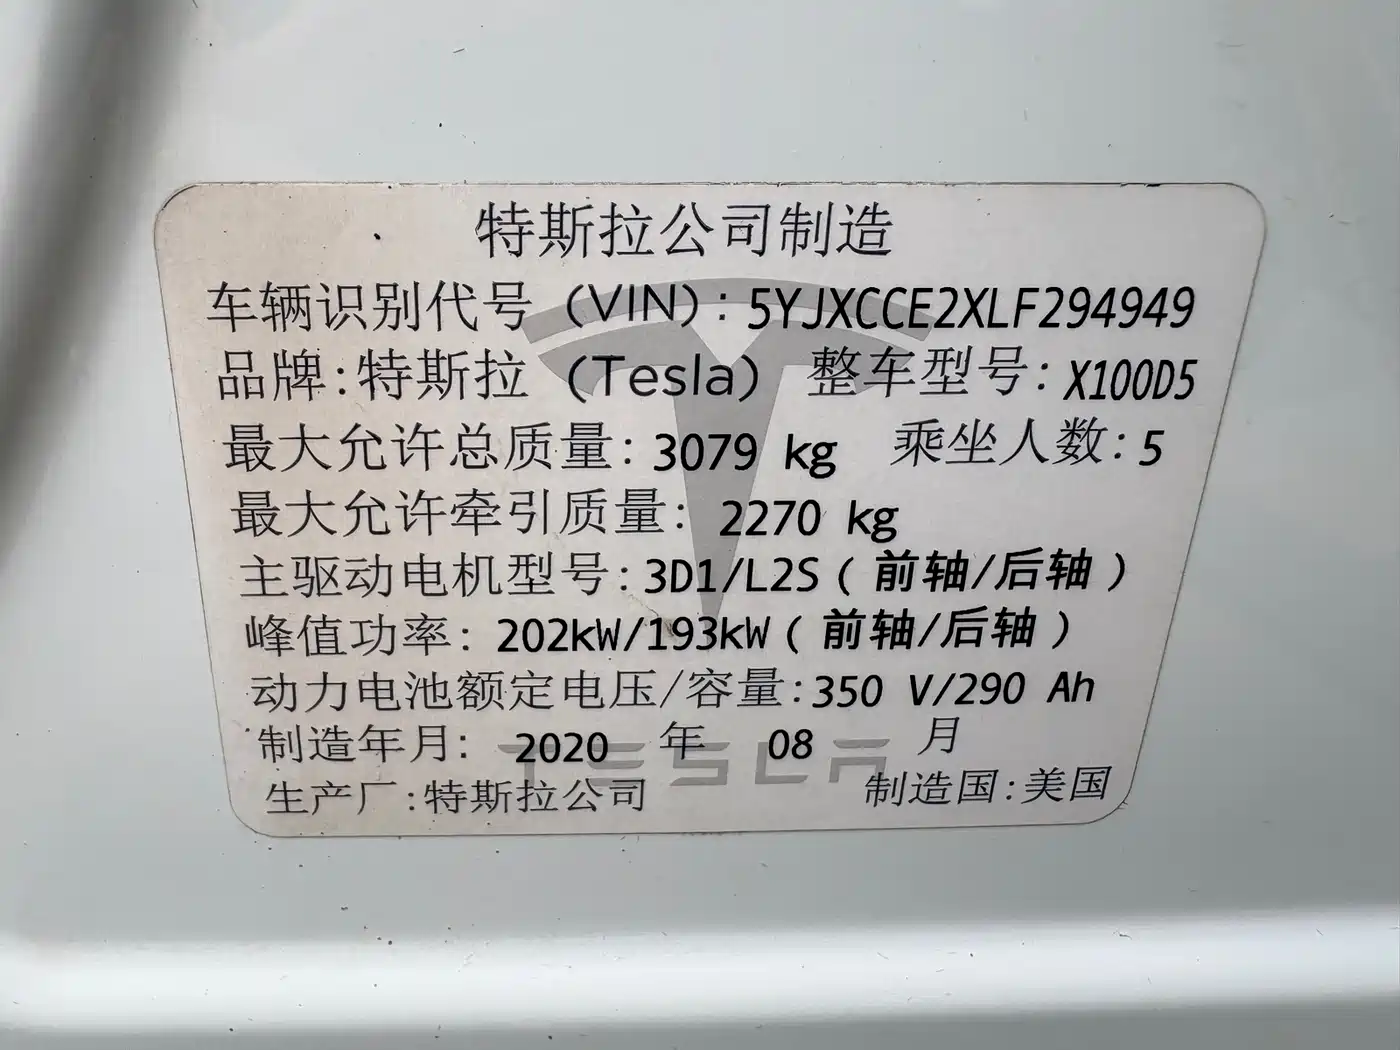 特斯拉公司制造
车辆识别代号 (VIN): 5YJXCCE2XLF294949
品牌:特斯拉 (Tesla) 整车型号: X100D5
最大允许总质量: 3079 kg 乘坐人数: 5
最大允许牵引质量: 2270 kg
主驱动电机型号: 3D1/L2S ( 前轴/后轴 )
峰值功率: 202kW/193kW ( 前轴/后轴 )
动力电池额定电压/容量:350 V/290 Ah
制造年月: 2020 年 08 月
TESLA
生产厂:特斯拉公司 制造国:美国